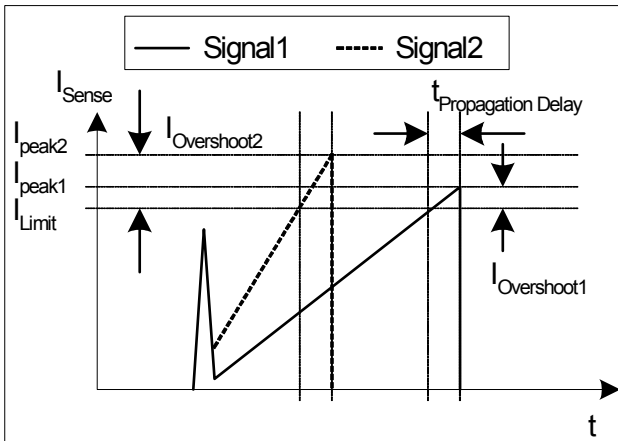 Signal1 Signal2
I_Sense
t_Propagation Delay
I_Overshoot2
I_peak2
I_peak1
I_Limit
I_Overshoot1
t